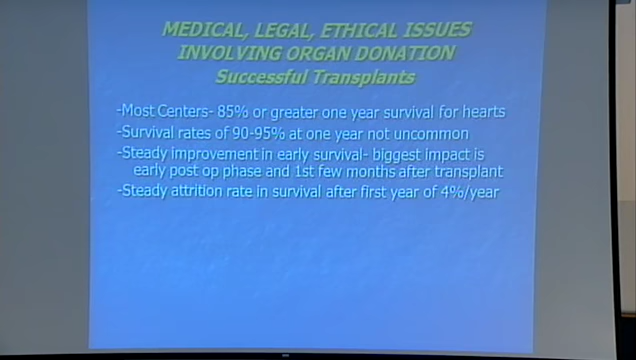 MEDICAL, LEGAL, ETHICAL ISSUES
INVOLVING ORGAN DONATION
Successful Transplants
-Most Centers- 85% or greater one year survival for hearts
-Survival rates of 90-95% at one year not uncommon
-Steady improvement in early survival- biggest impact is
early post op phase and 1st few months after transplant
-Steady attrition rate in survival after first year of 4%/year